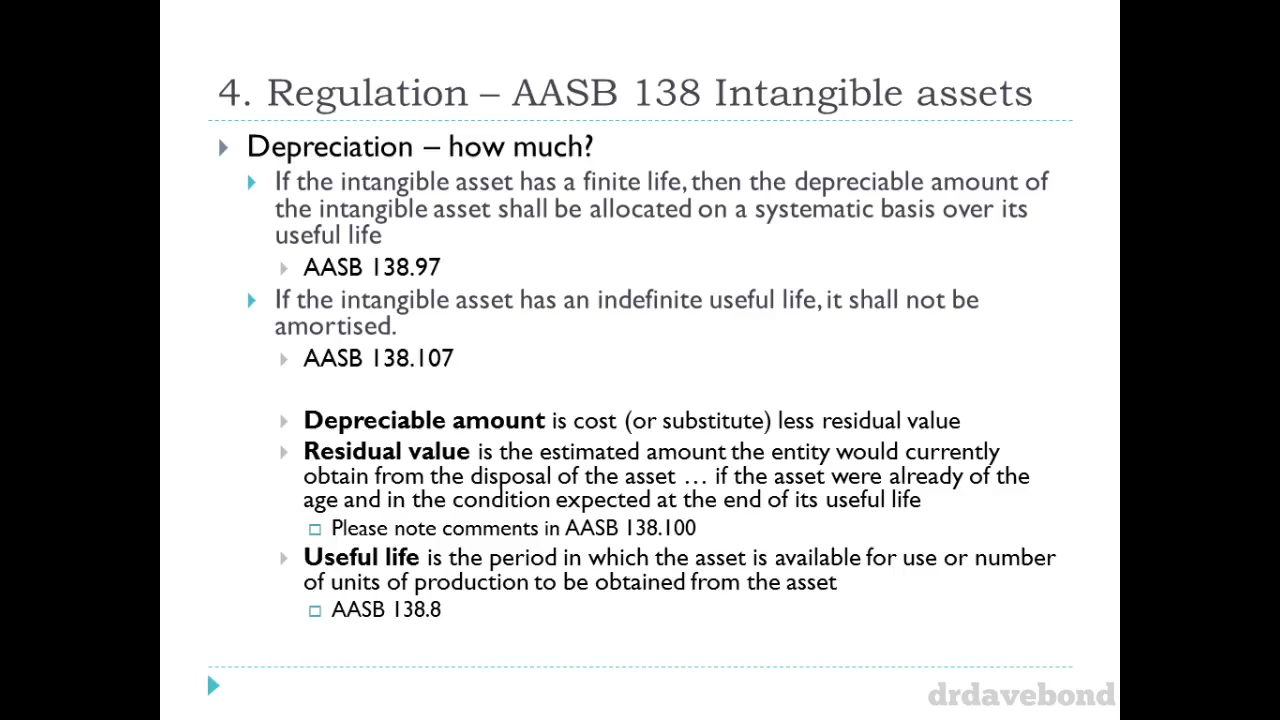 4. Regulation – AASB 138 Intangible assets
Depreciation – how much?
If the intangible asset has a finite life, then the depreciable amount of
the intangible asset shall be allocated on a systematic basis over its
useful life
AASB 138.97
If the intangible asset has an indefinite useful life, it shall not be
amortised.
AASB 138.107
Depreciable amount is cost (or substitute) less residual value
Residual value is the estimated amount the entity would currently
obtain from the disposal of the asset … if the asset were already of the
age and in the condition expected at the end of its useful life
Please note comments in AASB 138.100
Useful life is the period in which the asset is available for use or number
of units of production to be obtained from the asset
AASB 138.8
drdavebond